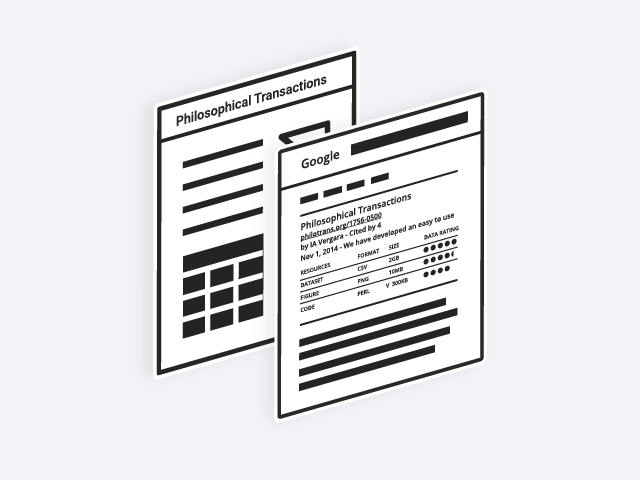 Philosophical Transactions
Google
Philosophical Transactions
philotrans.org/1756-0500
by IA Vergara - Cited by 4
Nov 1, 2014 - We have developed an easy to use
RESOURCES FORMAT SIZE DATA RATING
DATASET CSV 2GB
FIGURE PNG 10MB
CODE PERL V 300KB